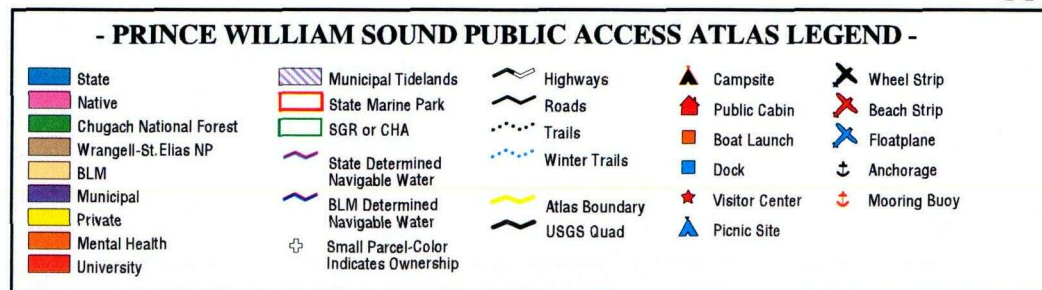 - PRINCE WILLIAM SOUND PUBLIC ACCESS ATLAS LEGEND -
State
Native
Chugach National Forest
Wrangell-St.Elias NP
BLM
Municipal
Private
Mental Health
University
Municipal Tidelands
State Marine Park
SGR or CHA
State Determined
Navigable Water
BLM Determined
Navigable Water
Small Parcel-Color
Indicates Ownership
Highways
Roads
Trails
Winter Trails
Atlas Boundary
USGS Quad
Campsite
Public Cabin
Boat Launch
Dock
Visitor Center
Picnic Site
Wheel Strip
Beach Strip
Floatplane
Anchorage
Mooring Buoy